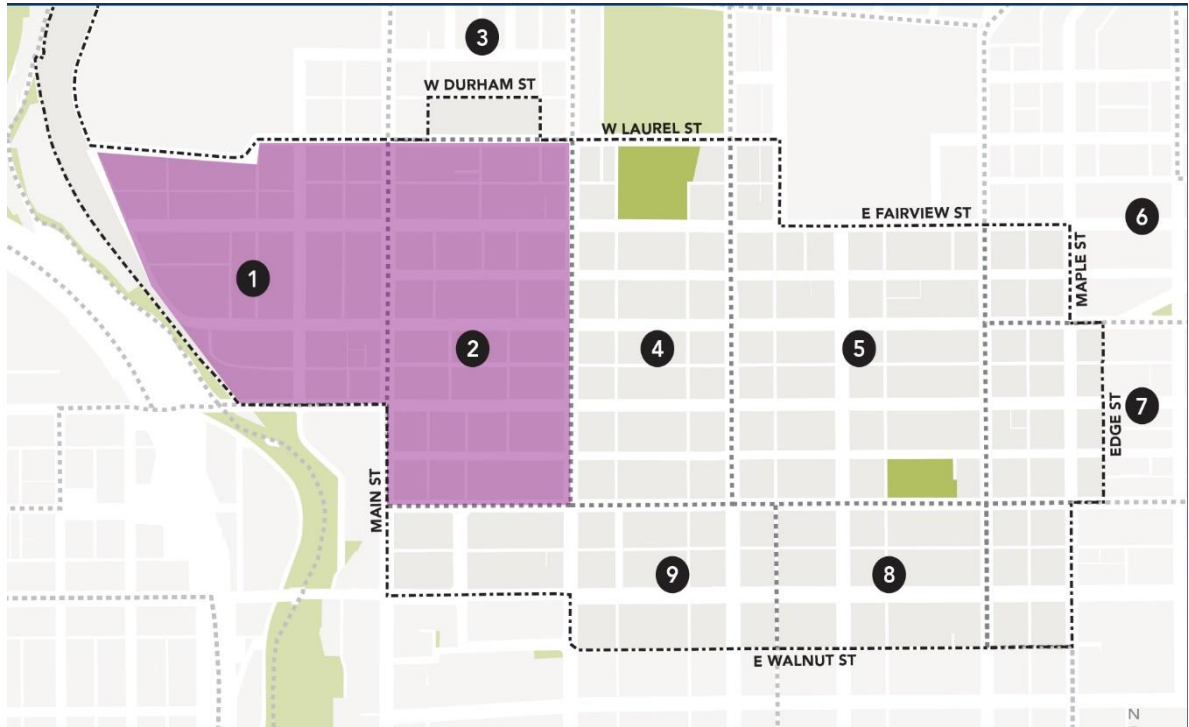 3
W DURHAM ST
W LAUREL ST
E FAIRVIEW ST
6
MAPLE ST
1
2
4
5
7
EDGE ST
MAIN ST
9
8
E WALNUT ST
N